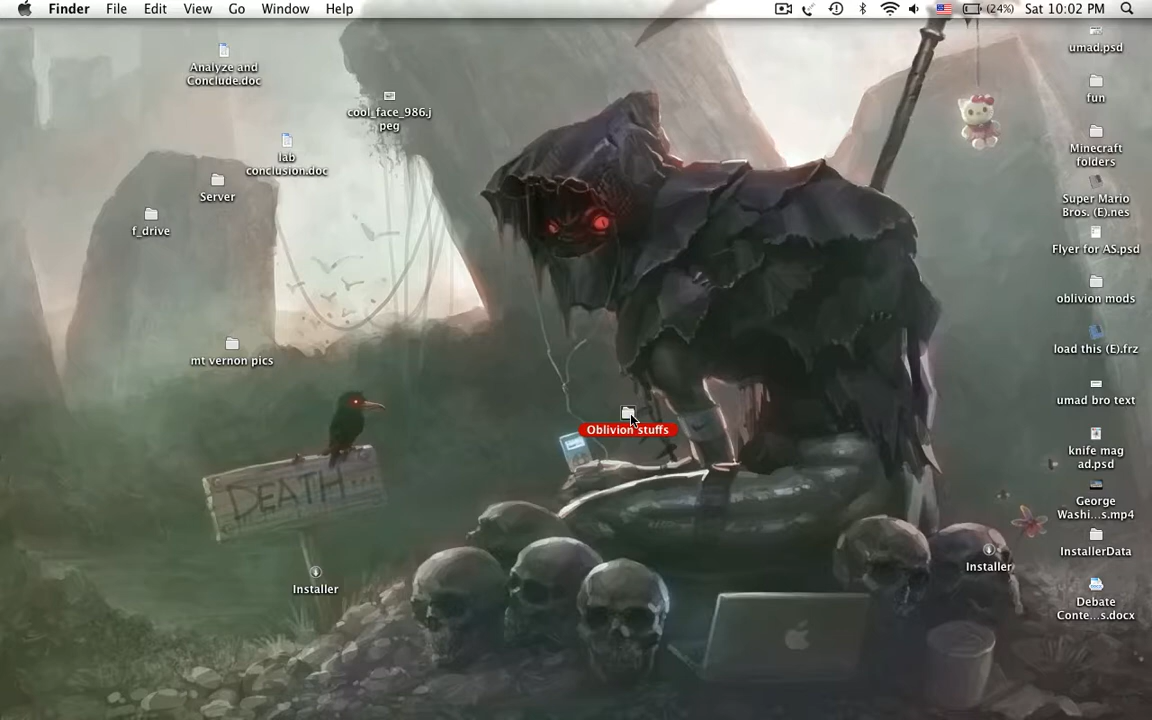 Finder File Edit View Go Window Help
(24%) Sat 10:02 PM
Analyze and
Conclude.doc
cool_face_986.j
peg
lab
conclusion.doc
Server
f_drive
mt vernon pics
Oblivion stuffs
DEATH...
Installer
Installer
umad.psd
fun
Minecraft
folders
Super Mario
Bros. (E).nes
Flyer for AS.psd
oblivion mods
load this (E).frz
umad bro text
knife mag
ad.psd
George
Washi...s.mp4
InstallerData
Debate
Conte...s.docx